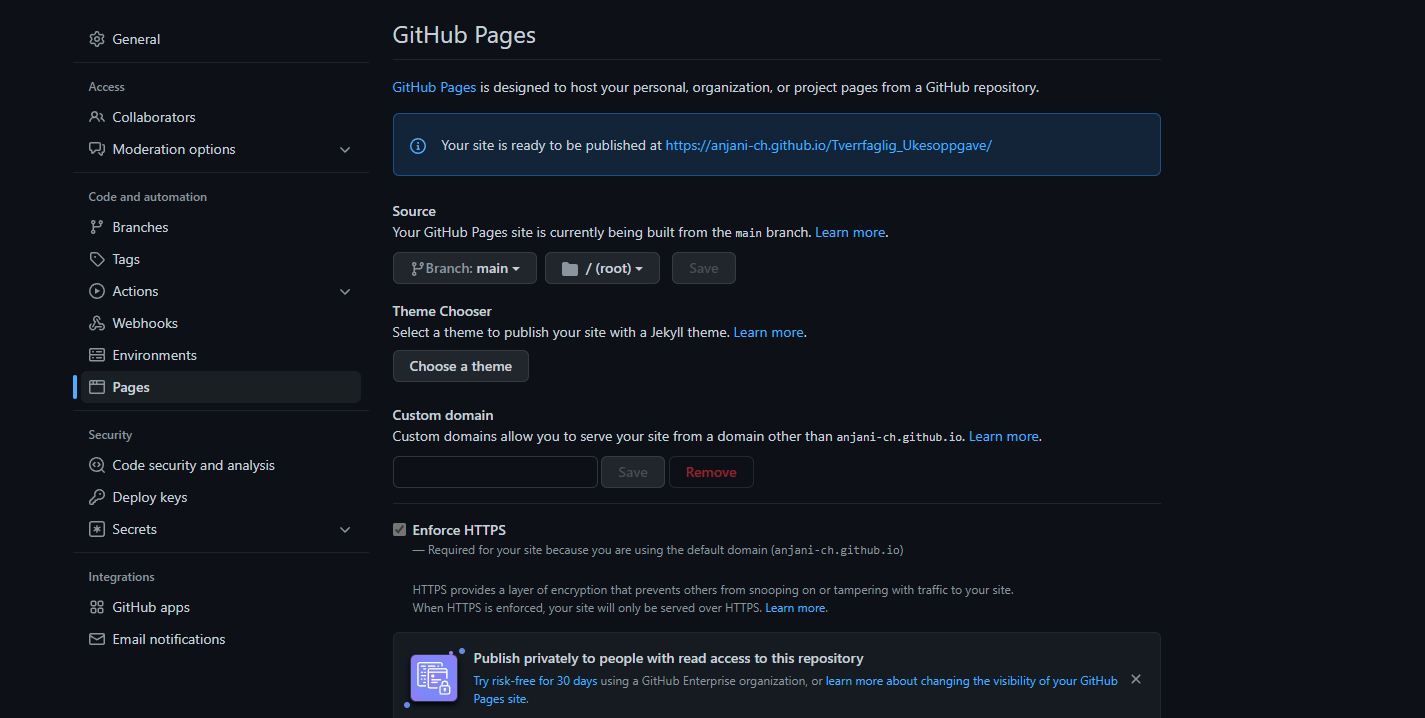 General
Access
Collaborators
Moderation options
Code and automation
Branches
Tags
Actions
Webhooks
Environments
Pages
Security
Code security and analysis
Deploy keys
Secrets
Integrations
GitHub apps
Email notifications
GitHub Pages
GitHub Pages is designed to host your personal, organization, or project pages from a GitHub repository.
Your site is ready to be published at https://anjani-ch.github.io/Tverrfaglig_Ukesoppgave/
Source
Your GitHub Pages site is currently being built from the main branch. Learn more.
Branch: main / (root) Save
Theme Chooser
Select a theme to publish your site with a Jekyll theme. Learn more.
Choose a theme
Custom domain
Custom domains allow you to serve your site from a domain other than anjani-ch.github.io. Learn more.
Save Remove
Enforce HTTPS
— Required for your site because you are using the default domain (anjani-ch.github.io)
HTTPS provides a layer of encryption that prevents others from snooping on or tampering with traffic to your site.
When HTTPS is enforced, your site will only be served over HTTPS. Learn more.
Publish privately to people with read access to this repository
Try risk-free for 30 days using a GitHub Enterprise organization, or learn more about changing the visibility of your GitHub
Pages site.